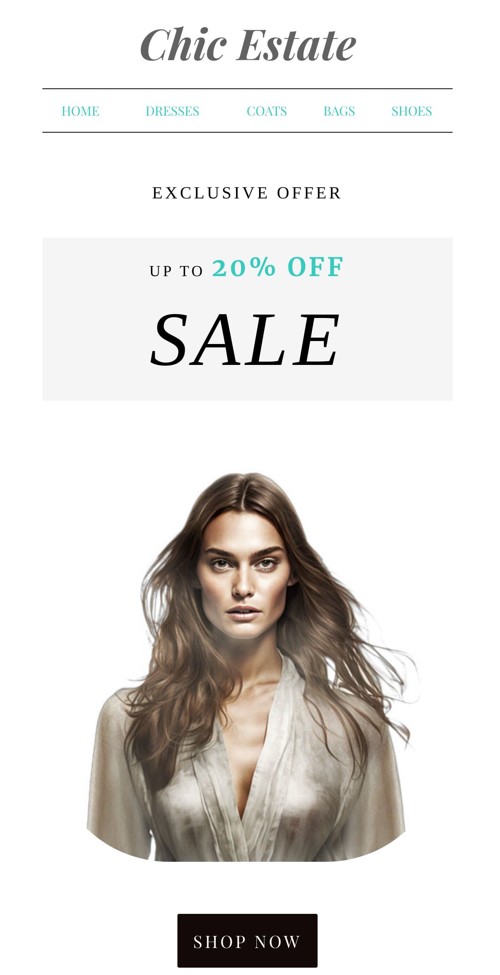 Chic Estate
HOME DRESSES COATS BAGS SHOES
EXCLUSIVE OFFER
UP TO 20% OFF
SALE
SHOP NOW